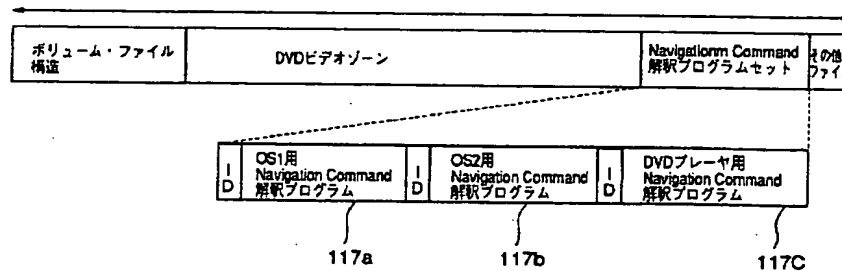 ボリューム・ファイル
構造
DVDビデオゾーン
Navigationm Command
解釈プログラムセット
その他
ファイル
ID
OS1用
Navigation Command
解釈プログラム
ID
OS2用
Navigation Command
解釈プログラム
ID
DVDプレーヤ用
Navigation Command
解釈プログラム
117a
117b
117C